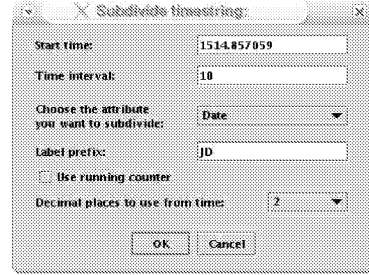 Subdivide timestring:
Start time: 1514.857059
Time interval: 10
Choose the attribute
you want to subdivide: Date
Label prefix: JD
Use running counter
Decimal places to use from time: 2
OK Cancel